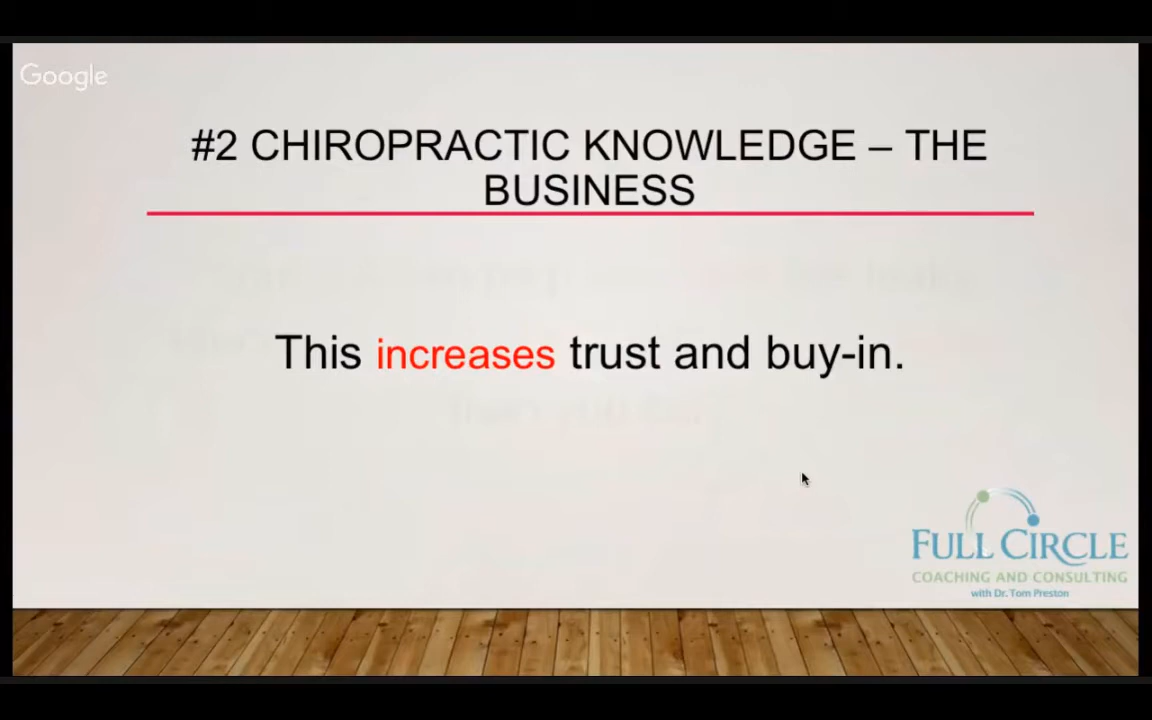 Google
#2 CHIROPRACTIC KNOWLEDGE – THE
BUSINESS
This increases trust and buy-in.
FULL CIRCLE
COACHING AND CONSULTING
with Dr. Tom Preston